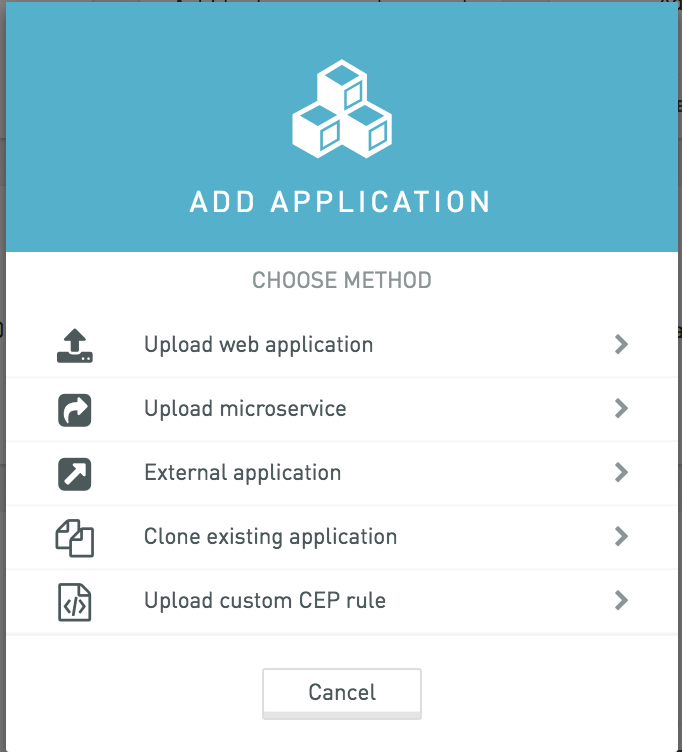 ADD APPLICATION
CHOOSE METHOD
Upload web application
Upload microservice
External application
Clone existing application
Upload custom CEP rule
Cancel